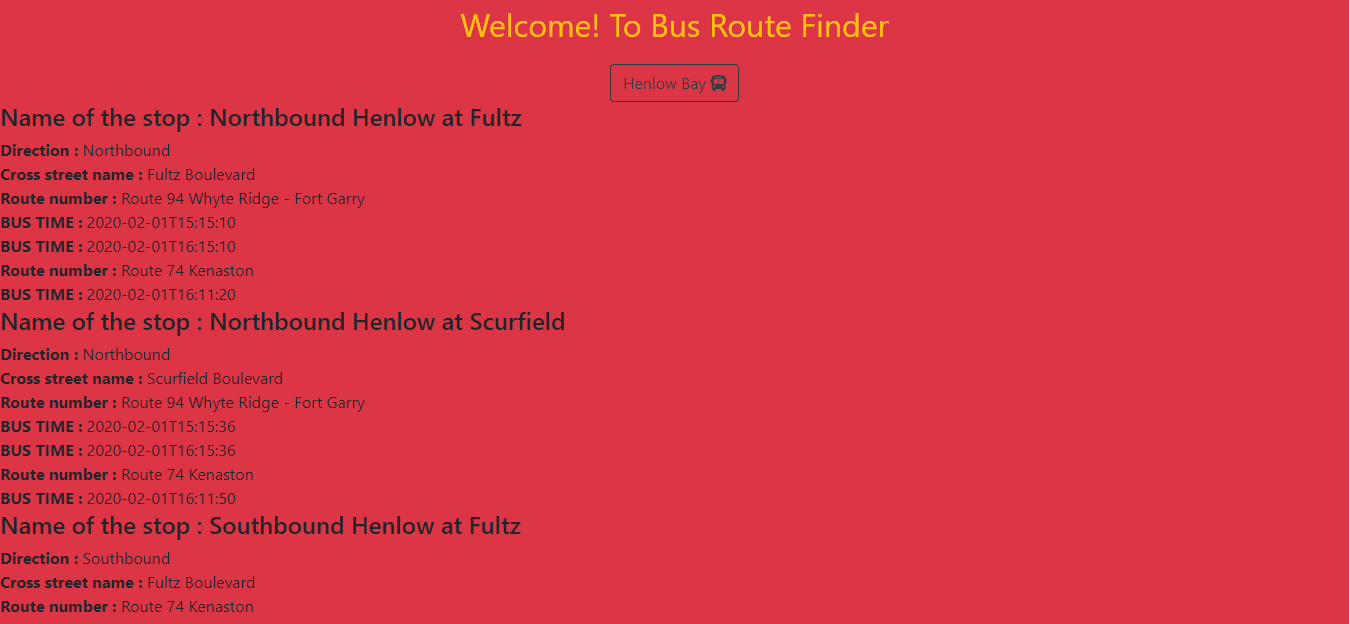 Welcome! To Bus Route Finder
Henlow Bay
Name of the stop : Northbound Henlow at Fultz
Direction : Northbound
Cross street name : Fultz Boulevard
Route number : Route 94 Whyte Ridge - Fort Garry
BUS TIME : 2020-02-01T15:15:10
BUS TIME : 2020-02-01T16:15:10
Route number : Route 74 Kenaston
BUS TIME : 2020-02-01T16:11:20
Name of the stop : Northbound Henlow at Scurfield
Direction : Northbound
Cross street name : Scurfield Boulevard
Route number : Route 94 Whyte Ridge - Fort Garry
BUS TIME : 2020-02-01T15:15:36
BUS TIME : 2020-02-01T16:15:36
Route number : Route 74 Kenaston
BUS TIME : 2020-02-01T16:11:50
Name of the stop : Southbound Henlow at Fultz
Direction : Southbound
Cross street name : Fultz Boulevard
Route number : Route 74 Kenaston